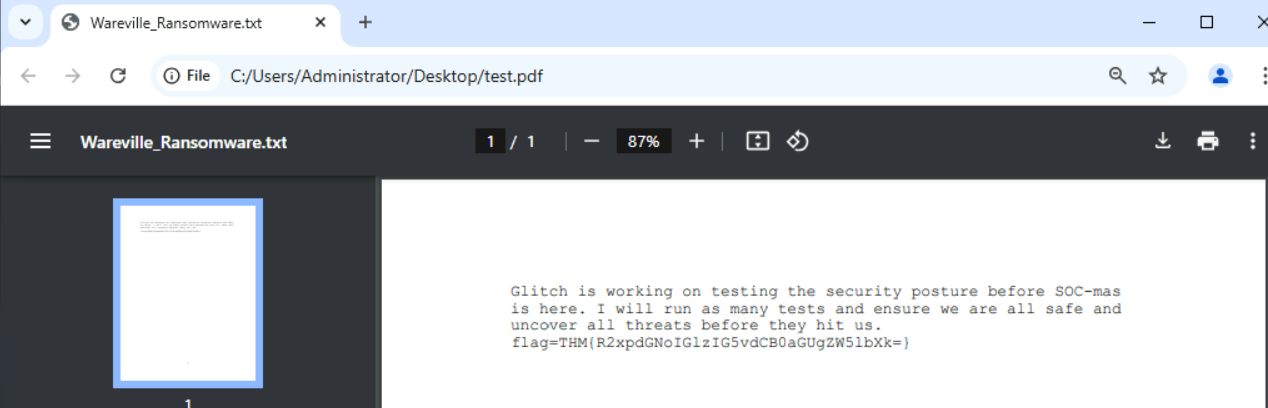 Wareville_Ransomware.txt
File C:/Users/Administrator/Desktop/test.pdf
Wareville_Ransomware.txt 1 / 1 87%
Glitch is working on testing the security posture before SOC-mas
is here. I will run as many tests and ensure we are all safe and
uncover all threats before they hit us.
flag=THM{R2xpdGNoIGlzIG5vdCB0aGUgZW5lbXk=}
1